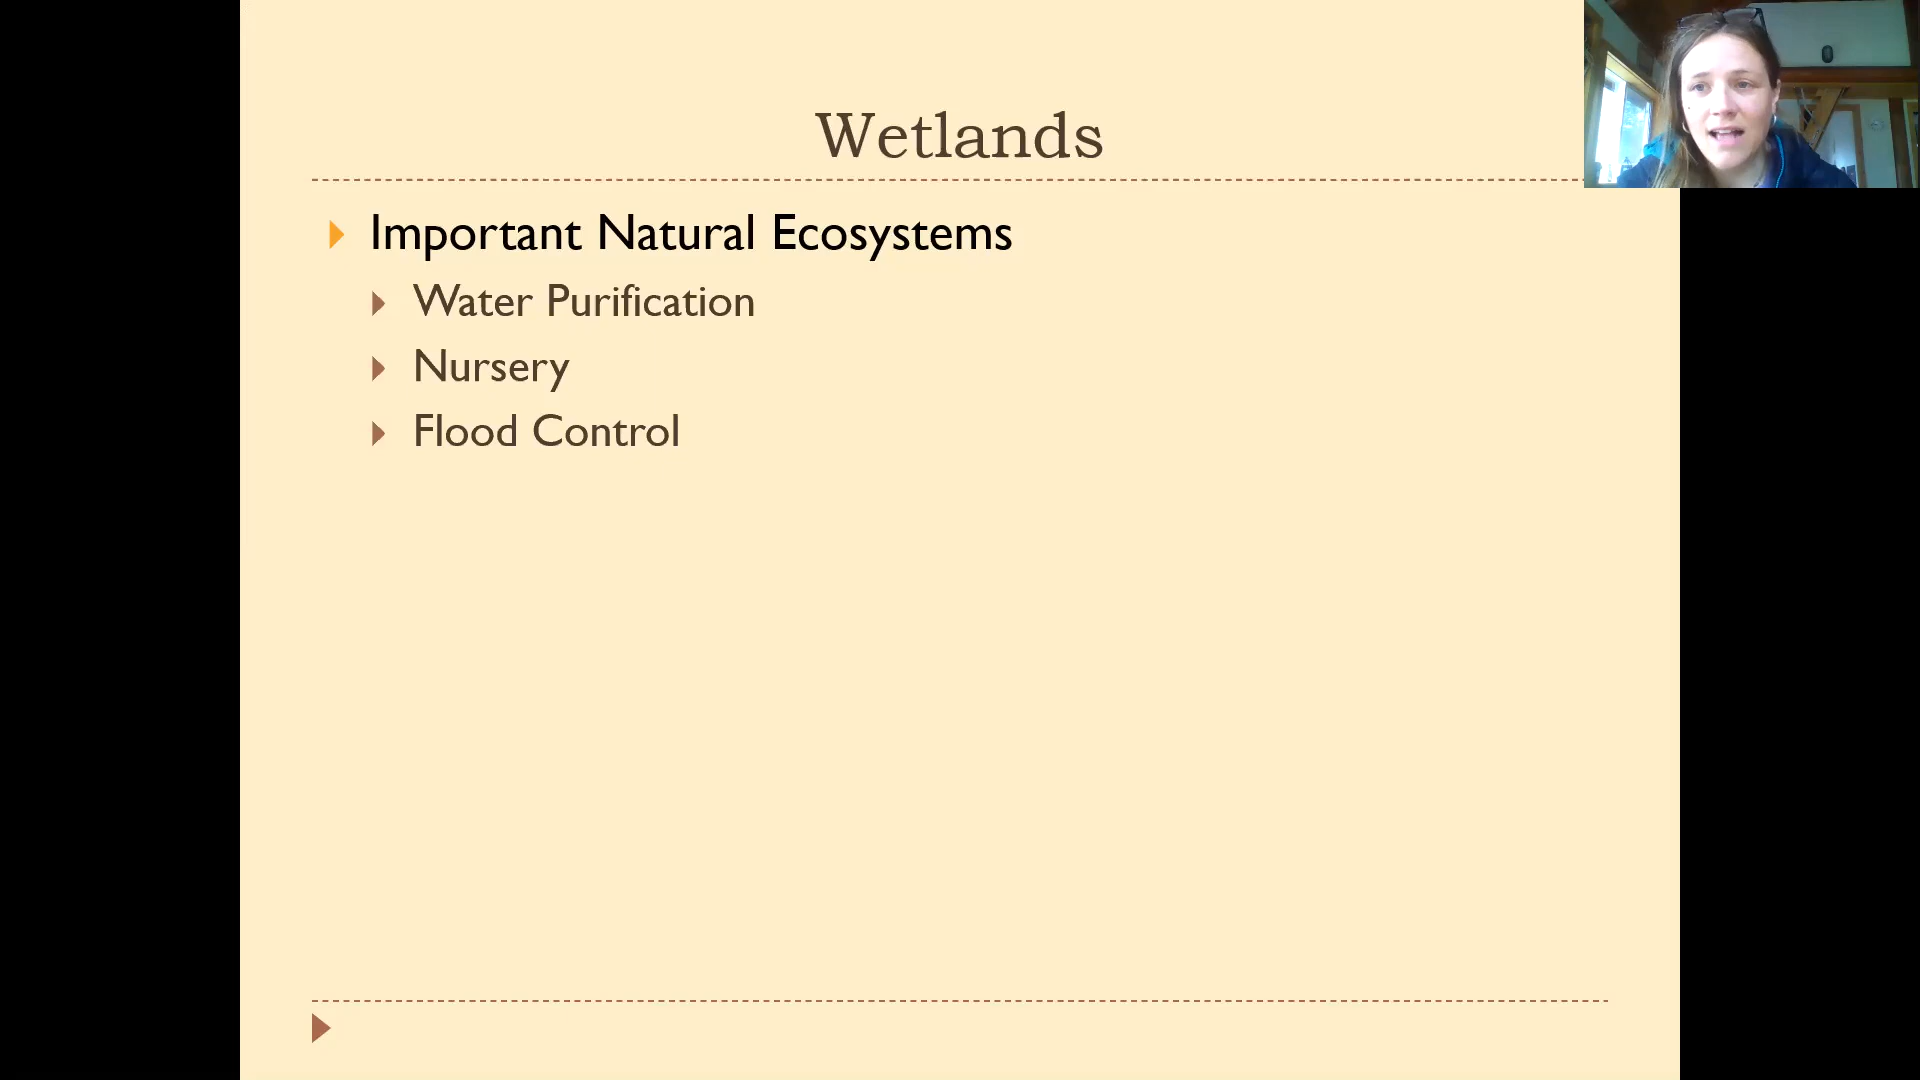 Wetlands
Important Natural Ecosystems
Water Purification
Nursery
Flood Control